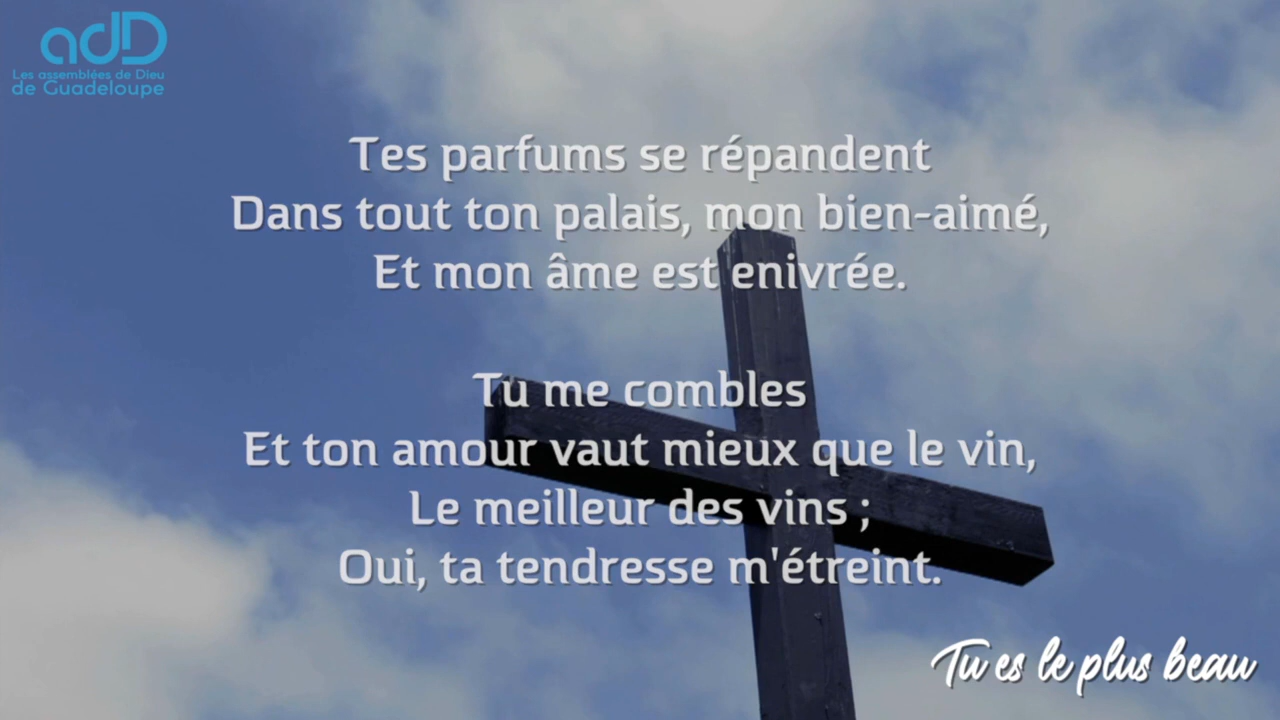 adD
Les assemblées de Dieu
de Guadeloupe
Tes parfums se répandent
Dans tout ton palais, mon bien-aimé,
Et mon âme est enivrée.
Tu me combles
Et ton amour vaut mieux que le vin,
Le meilleur des vins ;
Oui, ta tendresse m'étreint.
Tu es le plus beau